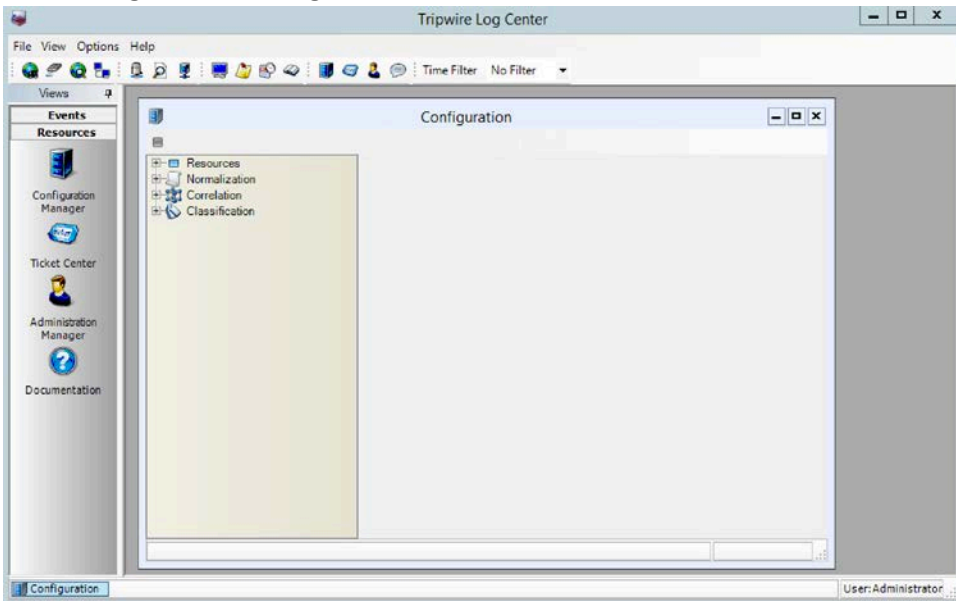 Tripwire Log Center
File View Options Help
Time Filter No Filter
Views
Events
Resources
Configuration
Manager
Ticket Center
Administration
Manager
Documentation
Configuration
Resources
Normalization
Correlation
Classification
Configuration
User:Administrator